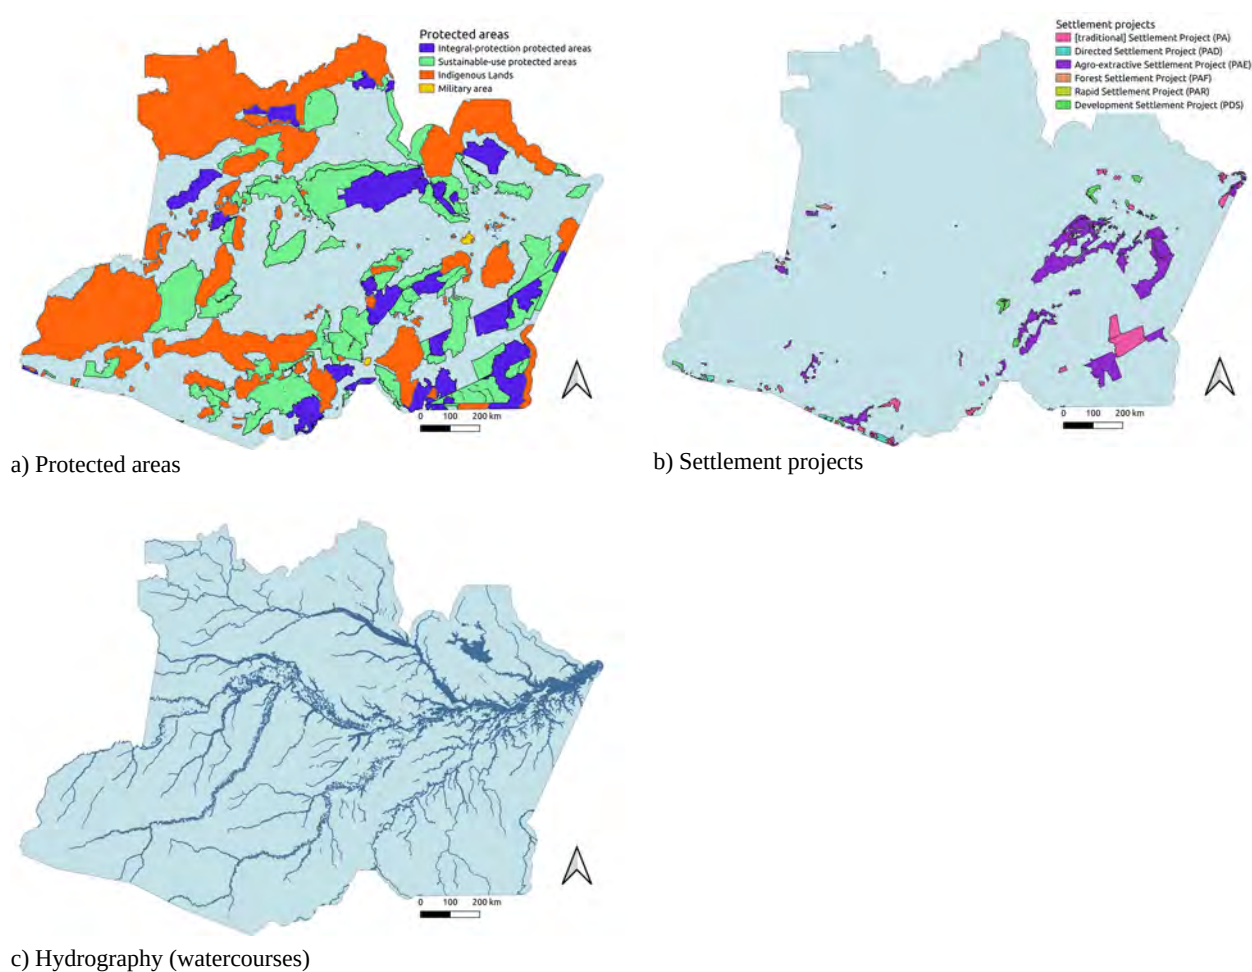 Protected areas
Integral-protection protected areas
Sustainable-use protected areas
Indigenous Lands
Military area
0 100 200 km
a) Protected areas
Settlement projects
[traditional] Settlement Project (PA)
Directed Settlement Project (PAD)
Agro-extractive Settlement Project (PAE)
Forest Settlement Project (PAF)
Rapid Settlement Project (PAR)
Development Settlement Project (PDS)
0 100 200 km
b) Settlement projects
0 100 200 km
c) Hydrography (watercourses)